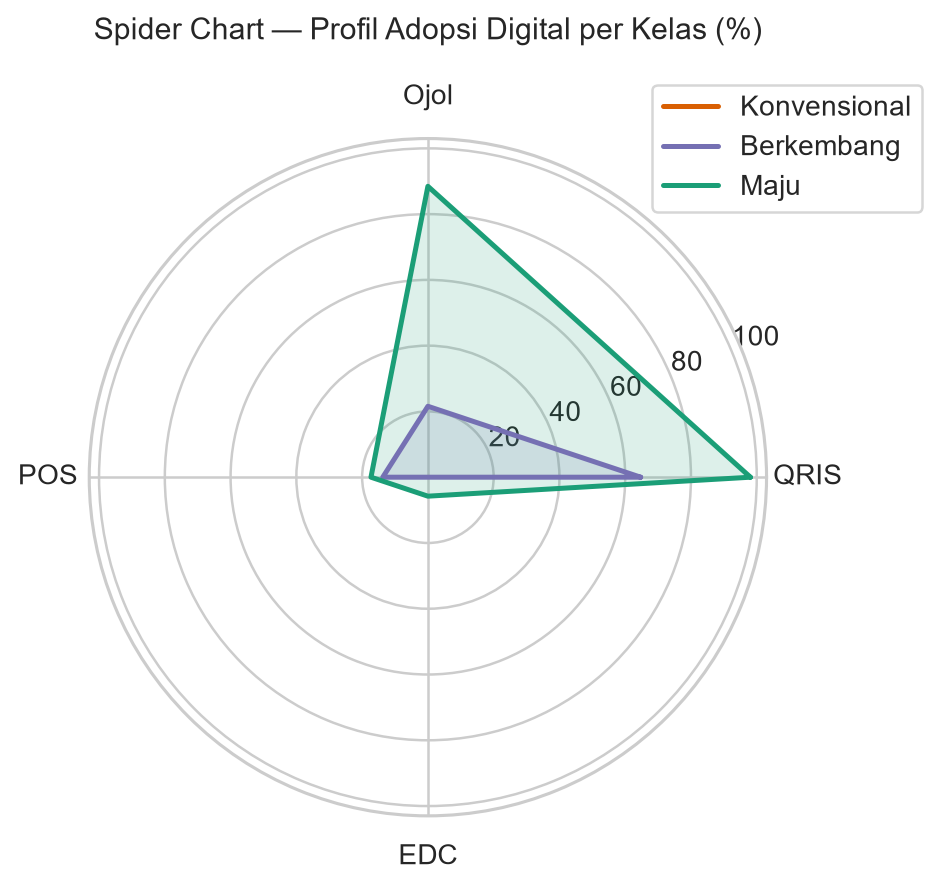 Spider Chart — Profil Adopsi Digital per Kelas (%)
Ojol
Konvensional
Berkembang
Maju
100
80
60
40
20
POS
QRIS
EDC